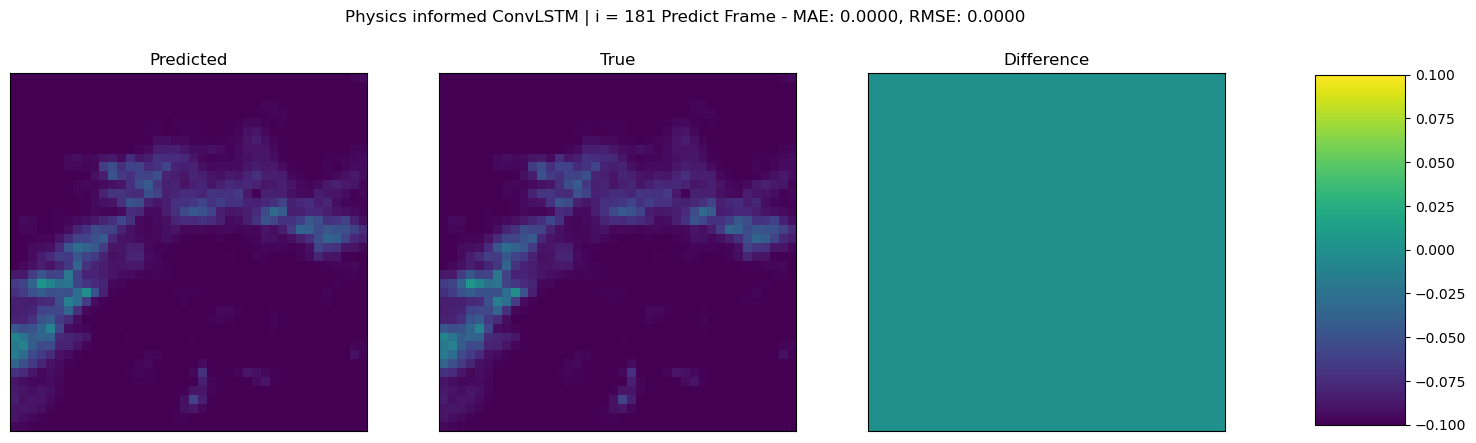 Physics informed ConvLSTM | i = 181 Predict Frame - MAE: 0.0000, RMSE: 0.0000
Predicted
True
Difference
0.100
0.075
0.050
0.025
0.000
−0.025
−0.050
−0.075
−0.100